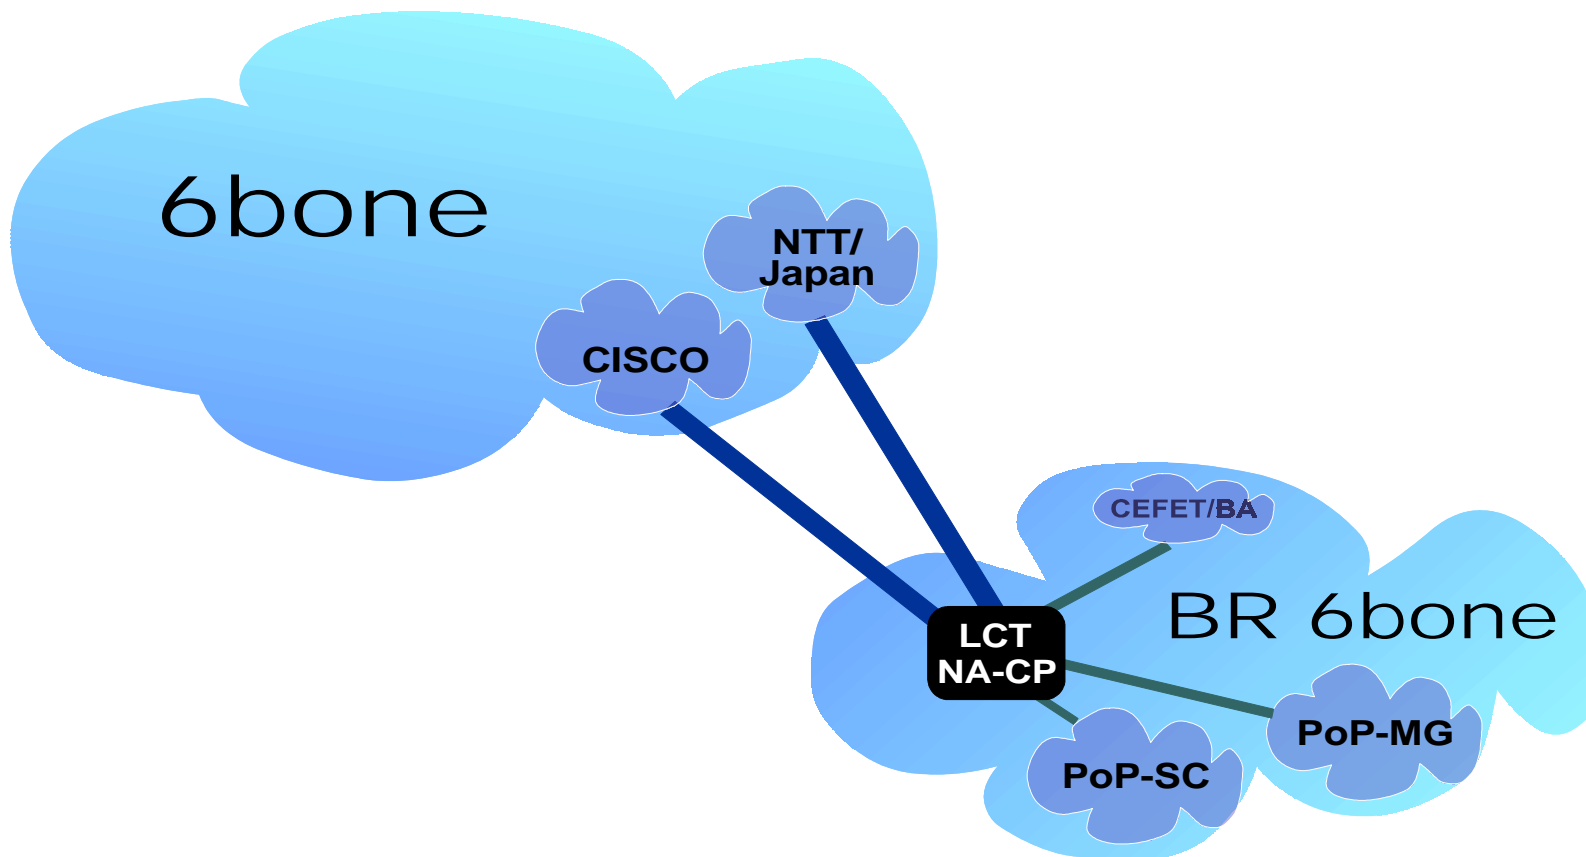 6bone
NTT/
Japan
CISCO
CEFET/BA
BR 6bone
LCT
NA-CP
PoP-MG
PoP-SC